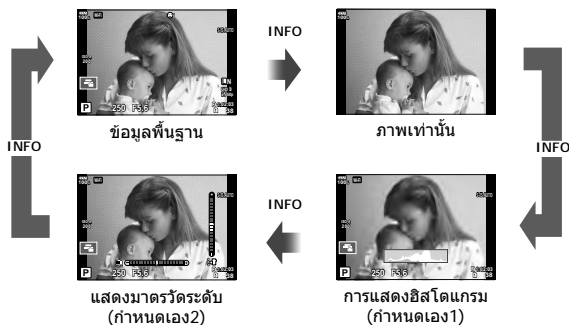 INFO
P
250 F5.6
ข้อมูลพื้นฐาน
ภาพเท่านั้น
INFO
INFO
INFO
P
250 F5.6
P
250 F5.6
แสดงมาตรวัดระดับ
(กำหนดเอง2)
การแสดงฮิสโตแกรม
(กำหนดเอง1)